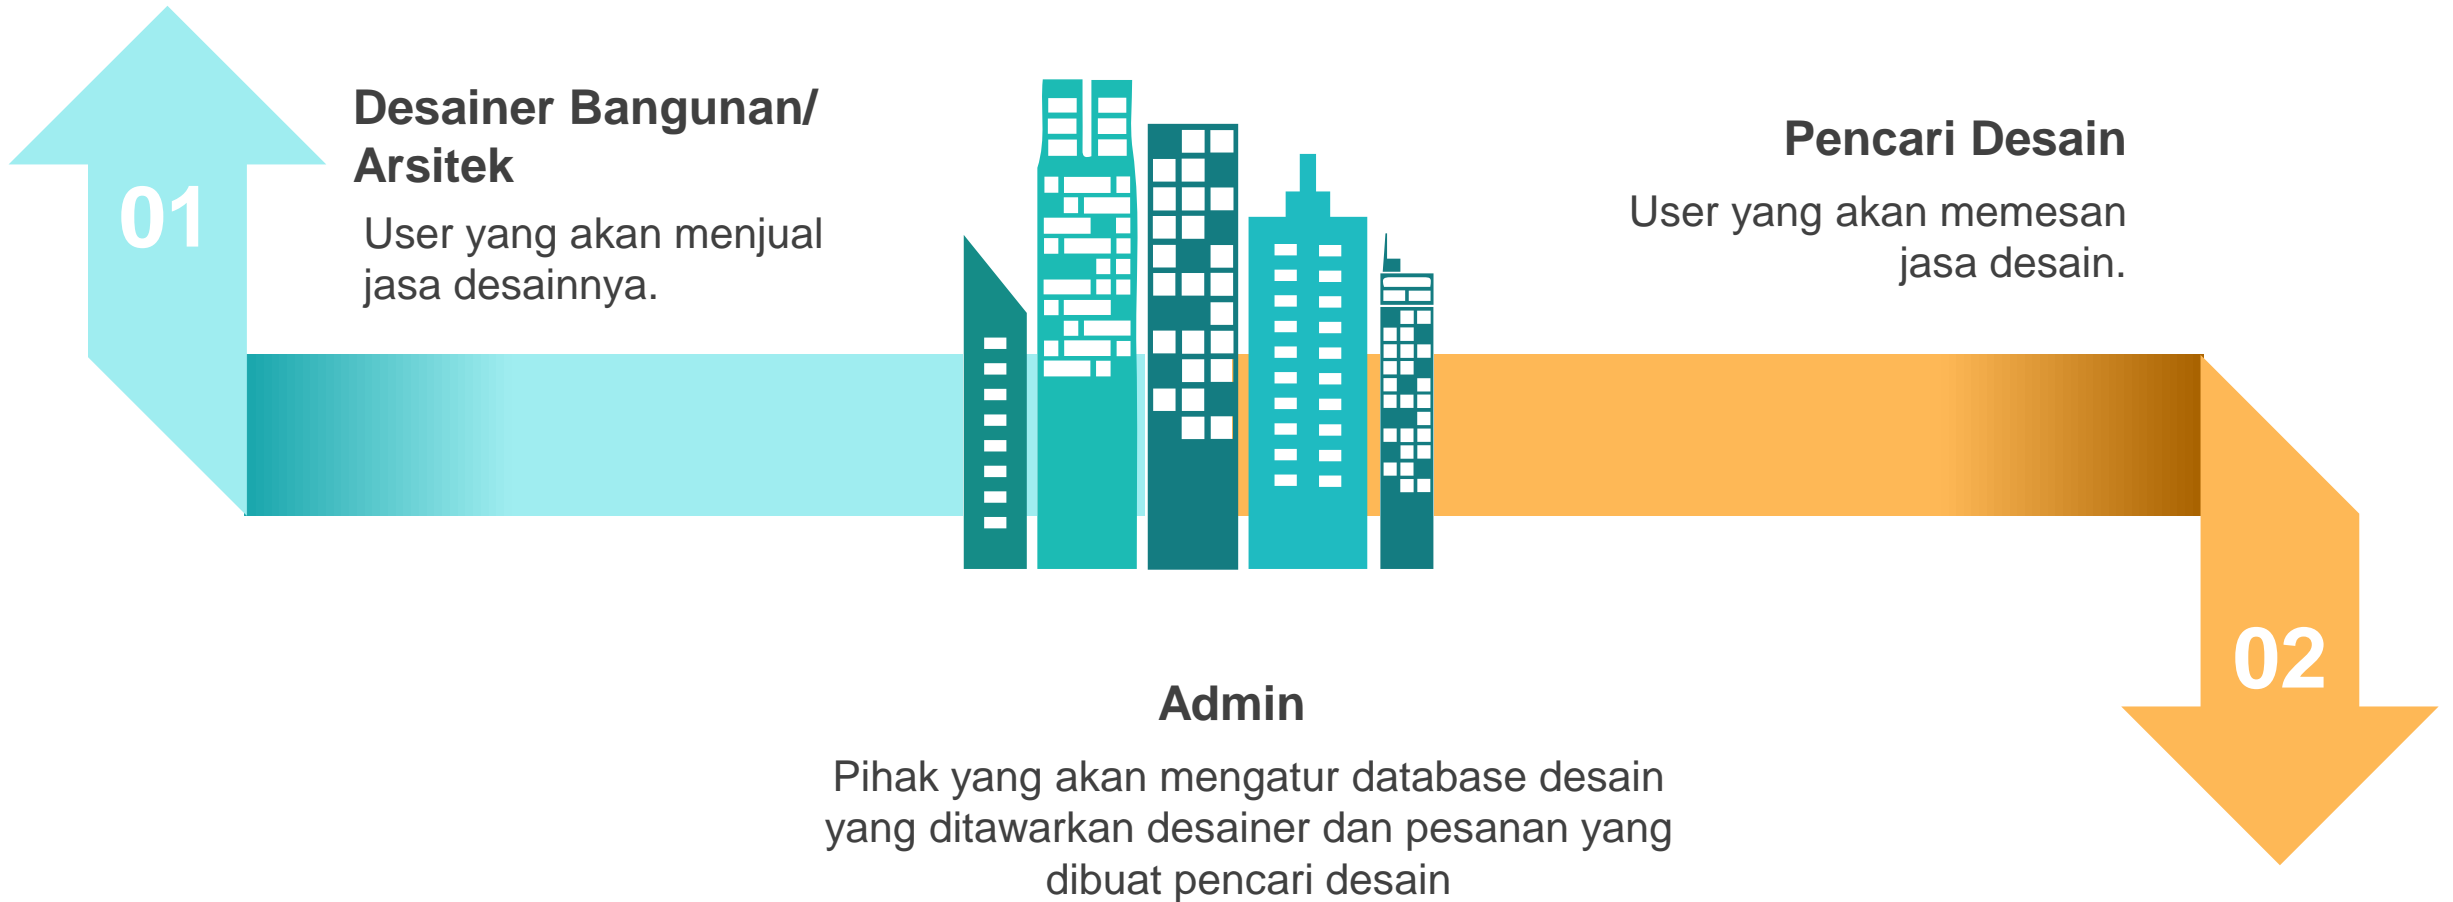 01
Desainer Bangunan/
Arsitek
User yang akan menjual
jasa desainnya.
Pencari Desain
User yang akan memesan
jasa desain.
02
Admin
Pihak yang akan mengatur database desain
yang ditawarkan desainer dan pesanan yang
dibuat pencari desain